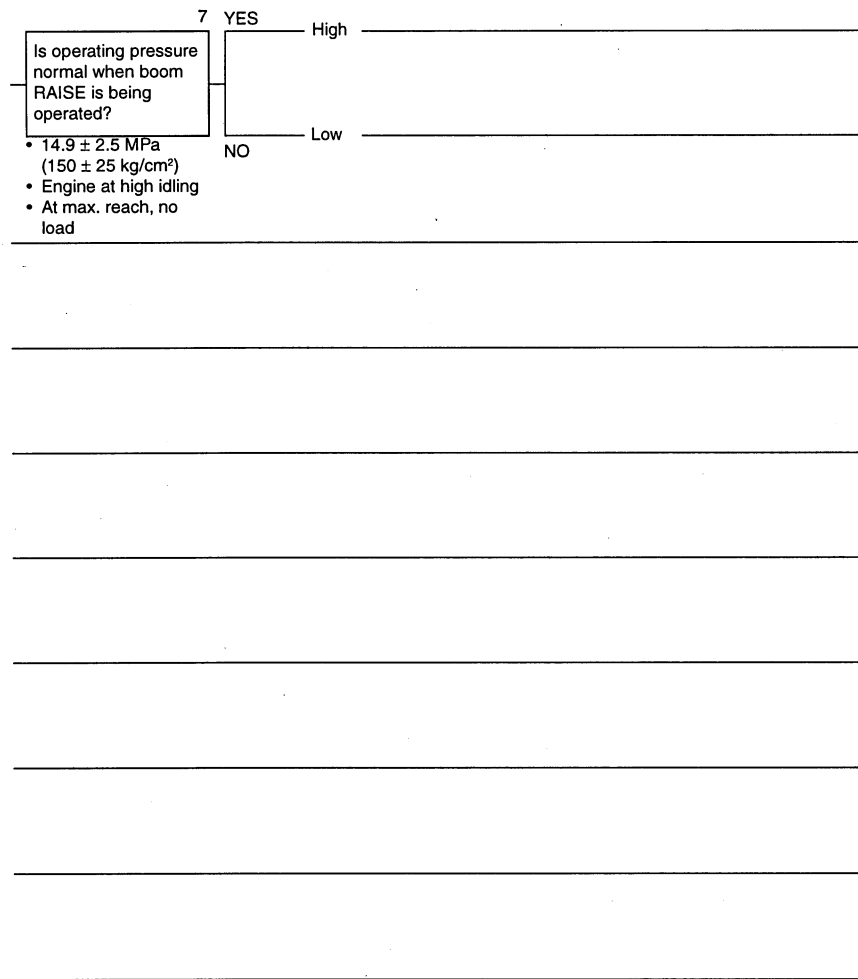 7 YES
High
Is operating pressure
normal when boom
RAISE is being
operated?
Low
NO
• 14.9 ± 2.5 MPa
(150 ± 25 kg/cm²)
• Engine at high idling
• At max. reach, no
load